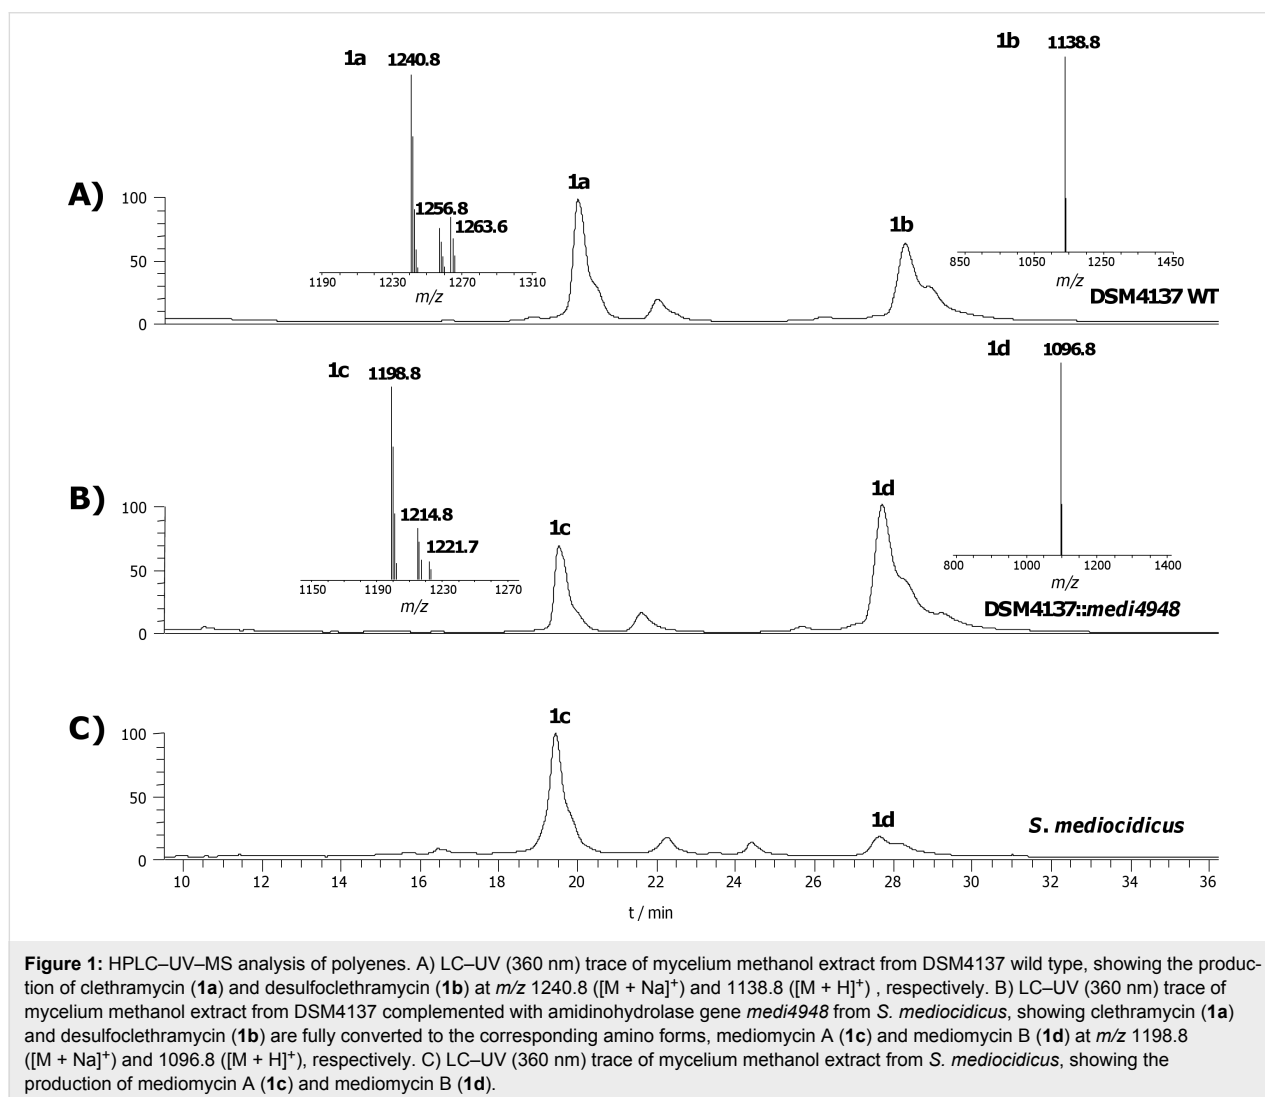 1a 1240.8
1256.8
1263.6
1190 1230 1270 1310
m/z
1b 1138.8
850 1050 1250 1450
m/z
A)
100
50
0
1a
1b
DSM4137 WT
1c 1198.8
1214.8
1221.7
1150 1190 1230 1270
m/z
1d 1096.8
800 1000 1200 1400
m/z
B)
100
50
0
1c
1d
DSM4137::medi4948
C)
100
50
0
1c
1d
S. mediocidicus
10 12 14 16 18 20 22 24 26 28 30 32 34 36
t / min
Figure 1: HPLC–UV–MS analysis of polyenes. A) LC–UV (360 nm) trace of mycelium methanol extract from DSM4137 wild type, showing the produc-
tion of clethramycin (1a) and desulfoclethramycin (1b) at m/z 1240.8 ([M + Na]⁺) and 1138.8 ([M + H]⁺) , respectively. B) LC–UV (360 nm) trace of
mycelium methanol extract from DSM4137 complemented with amidinohydrolase gene medi4948 from S. mediocidicus, showing clethramycin (1a)
and desulfoclethramycin (1b) are fully converted to the corresponding amino forms, mediomycin A (1c) and mediomycin B (1d) at m/z 1198.8
([M + Na]⁺) and 1096.8 ([M + H]⁺), respectively. C) LC–UV (360 nm) trace of mycelium methanol extract from S. mediocidicus, showing the
production of mediomycin A (1c) and mediomycin B (1d).